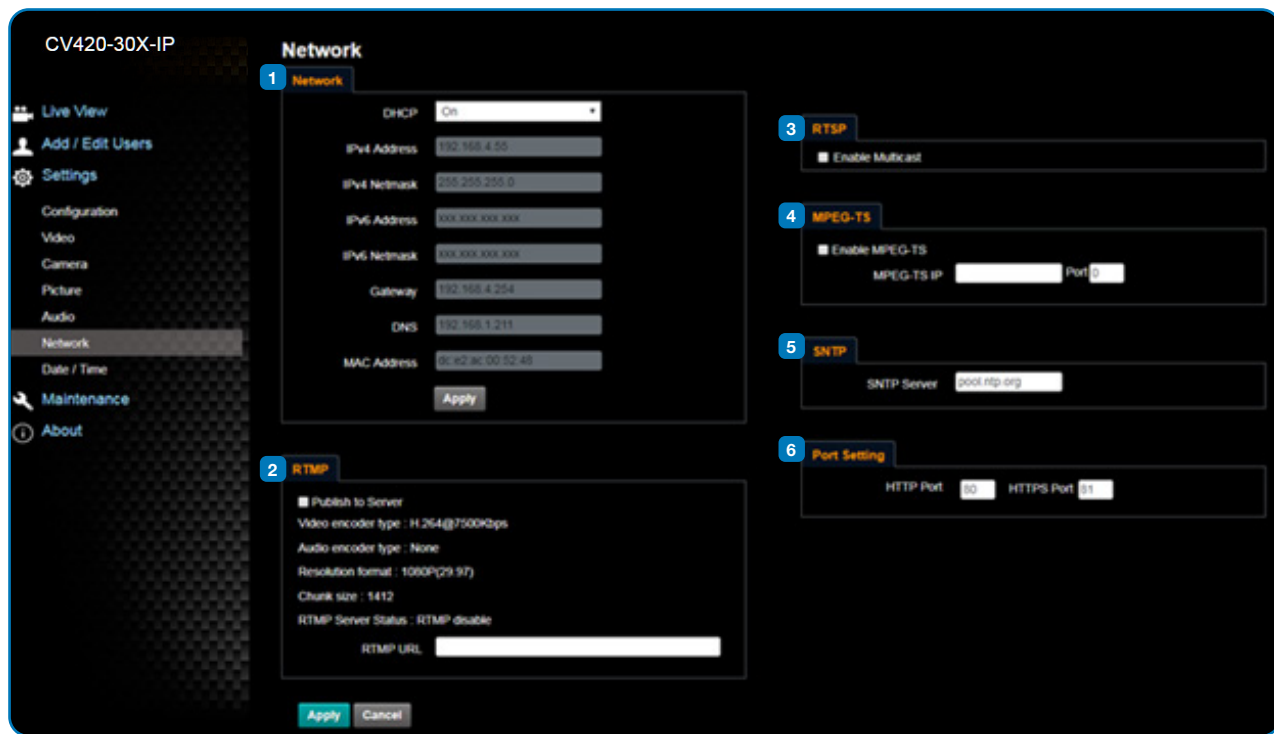 CV420-30X-IP
Live View
Add / Edit Users
Settings
Configuration
Video
Camera
Picture
Audio
Network
Date / Time
Maintenance
About
Network
1 Network
DHCP On
IPv4 Address 192.168.4.55
IPv4 Netmask 255.255.255.0
IPv6 Address xxx.xxx.xxx.xxx
IPv6 Netmask xxx.xxx.xxx.xxx
Gateway 192.168.4.254
DNS 192.168.1.211
MAC Address dc:e2:ac:00:52:48
Apply
2 RTMP
Publish to Server
Video encoder type : H.264@7500Kbps
Audio encoder type : None
Resolution format : 1080P(29.97)
Chunk size : 1412
RTMP Server Status : RTMP disable
RTMP URL
Apply Cancel
3 RTSP
Enable Multicast
4 MPEG-TS
Enable MPEG-TS
MPEG-TS IP Port 0
5 SNTP
SNTP Server pool.ntp.org
6 Port Setting
HTTP Port 80 HTTPS Port 81